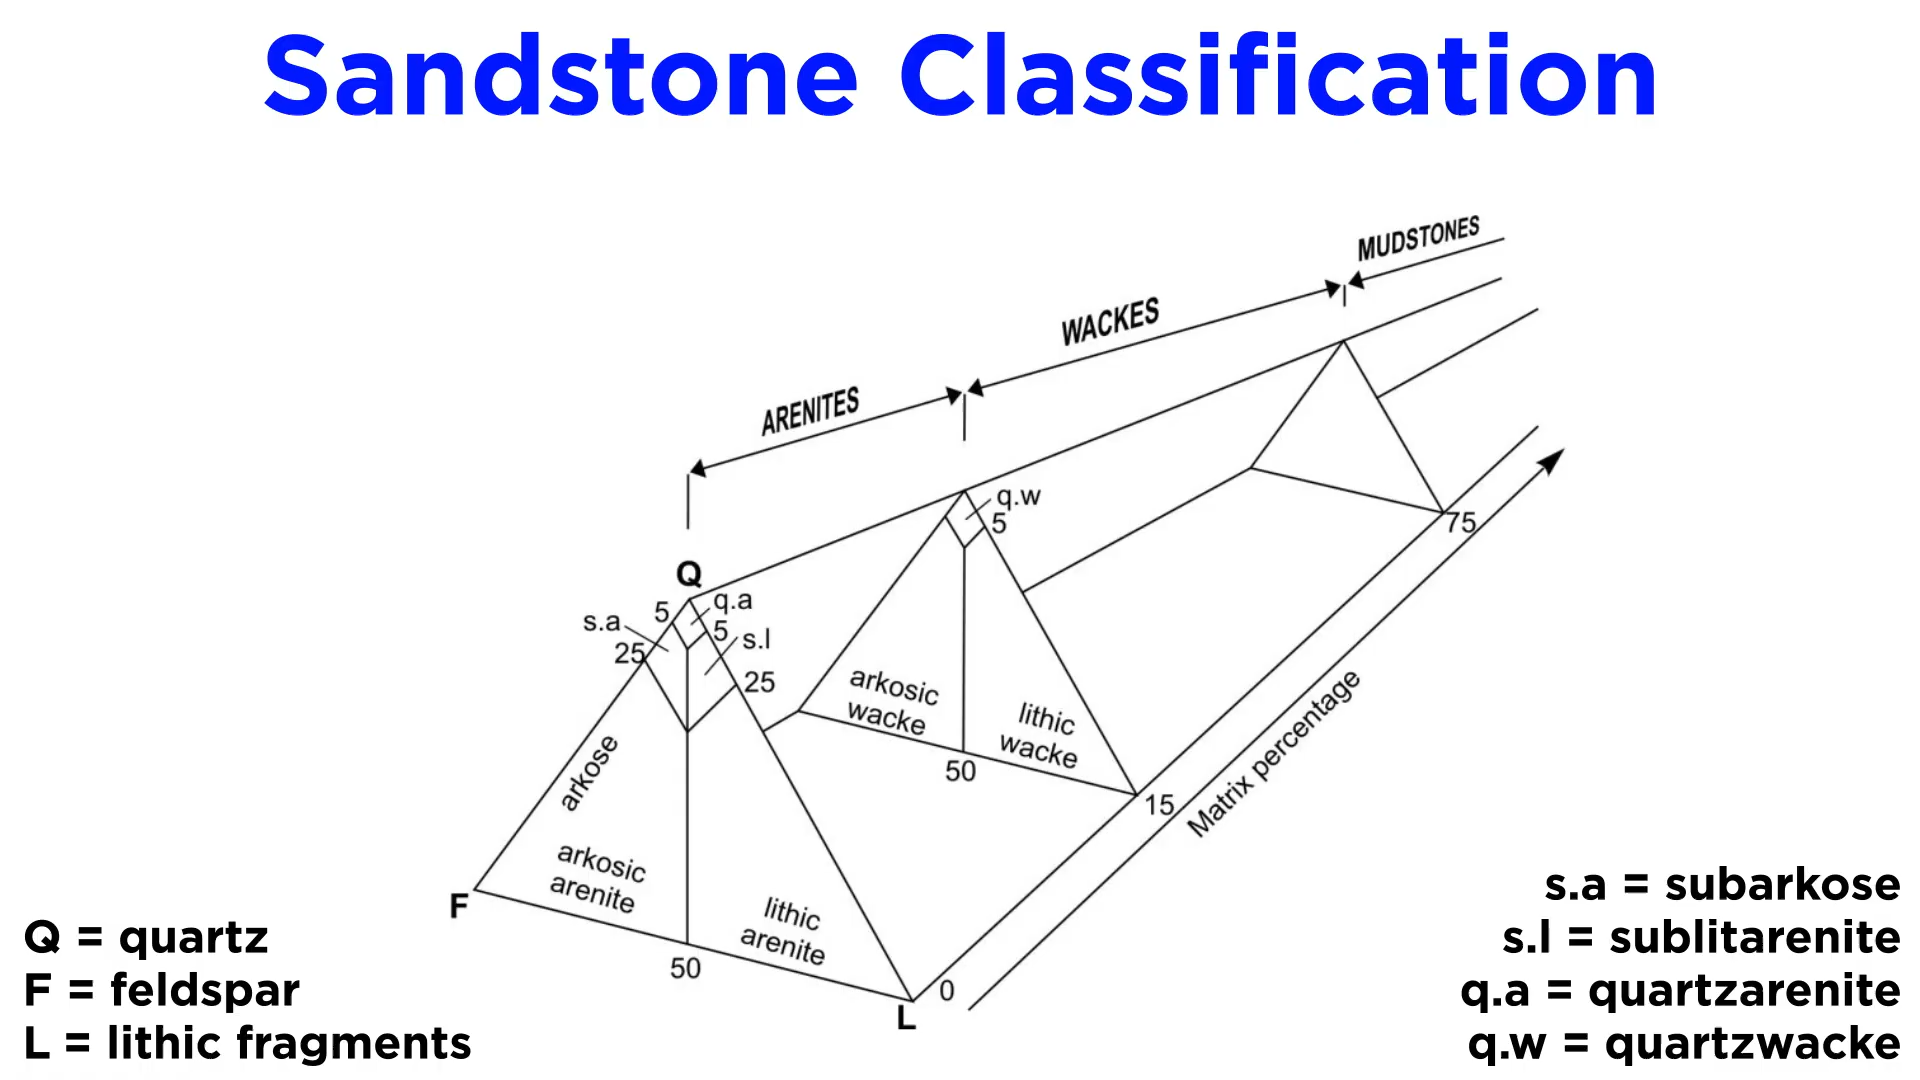 Sandstone Classification
MUDSTONES
WACKES
ARENITES
q.w
5
75
Q
5
q.a
s.a
5
s.l
25
25
arkosic
wacke
lithic
wacke
50
15
Matrix percentage
arkose
arkosic
arenite
lithic
arenite
F
50
0
L
Q = quartz
F = feldspar
L = lithic fragments
s.a = subarkose
s.l = sublitarenite
q.a = quartzarenite
q.w = quartzwacke